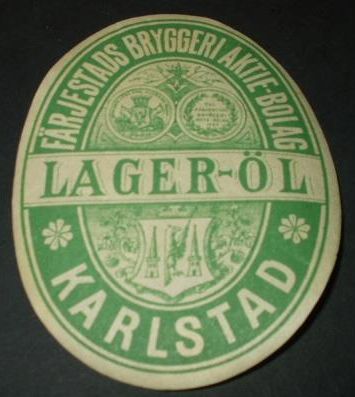 FÄRJESTADS BRYGGERI AKTIE-BOLAG
LAGER-ÖL
KARLSTAD